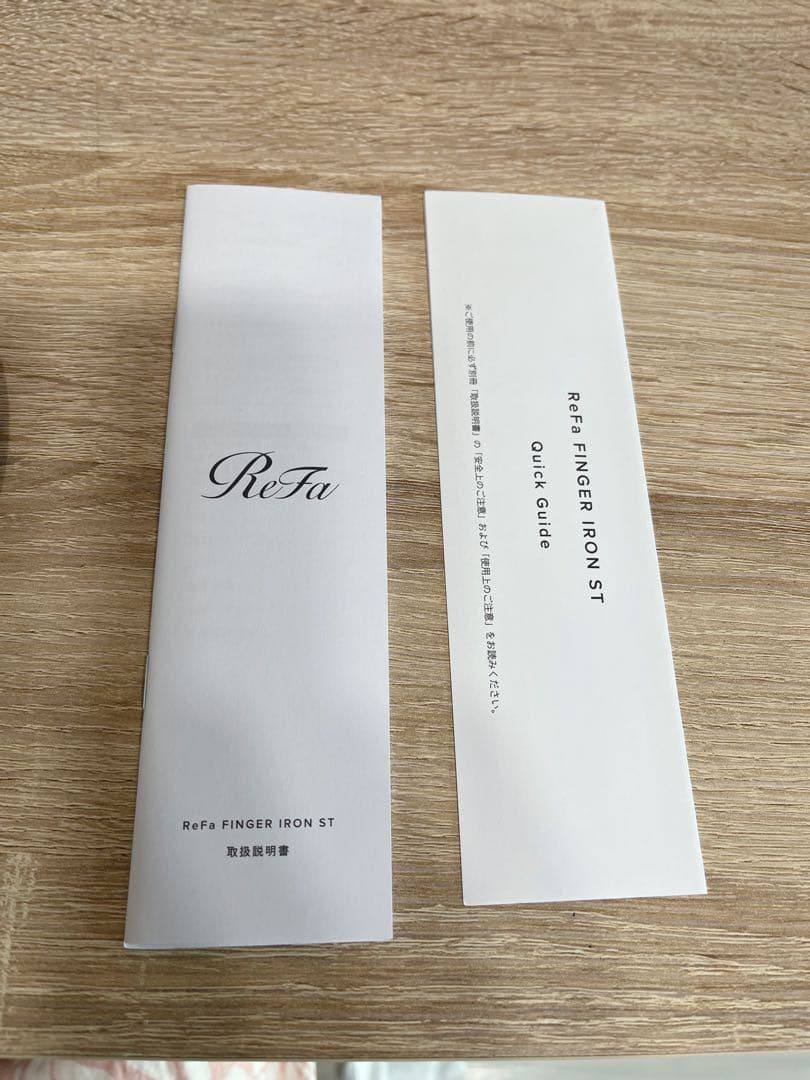 ReFa
ReFa FINGER IRON ST
取扱説明書
ReFa FINGER IRON ST
Quick Guide
※ご使用の前に必ず別冊「取扱説明書」の「安全上のご注意」および「使用上のご注意」をお読みください。